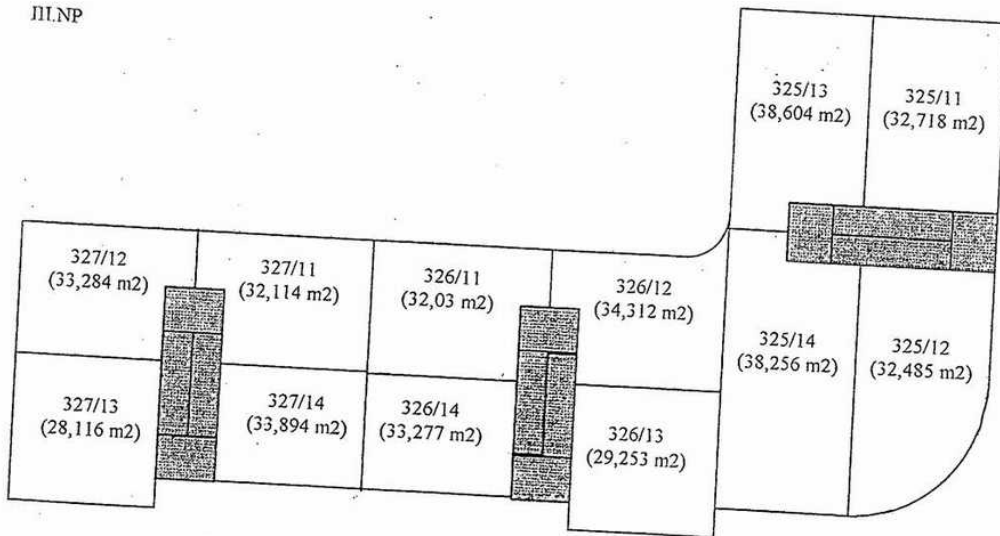 III.NP
325/13
(38,604 m2)
325/11
(32,718 m2)
327/12
(33,284 m2)
327/11
(32,114 m2)
326/11
(32,03 m2)
326/12
(34,312 m2)
325/14
(38,256 m2)
325/12
(32,485 m2)
327/13
(28,116 m2)
327/14
(33,894 m2)
326/14
(33,277 m2)
326/13
(29,253 m2)